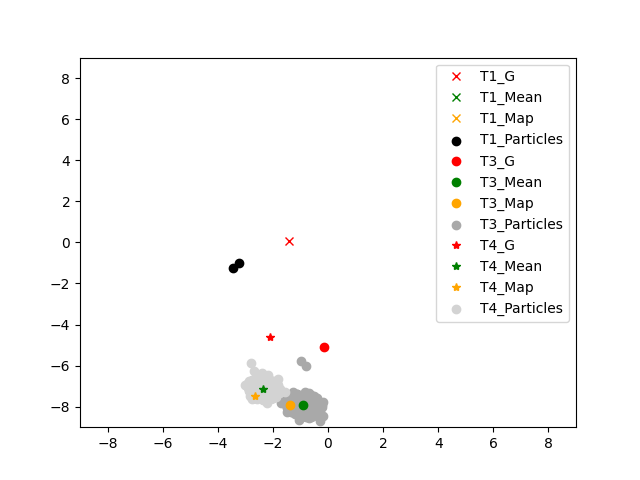 8
6
4
2
0
−2
−4
−6
−8
−8 −6 −4 −2 0 2 4 6 8
T1_G
T1_Mean
T1_Map
T1_Particles
T3_G
T3_Mean
T3_Map
T3_Particles
T4_G
T4_Mean
T4_Map
T4_Particles